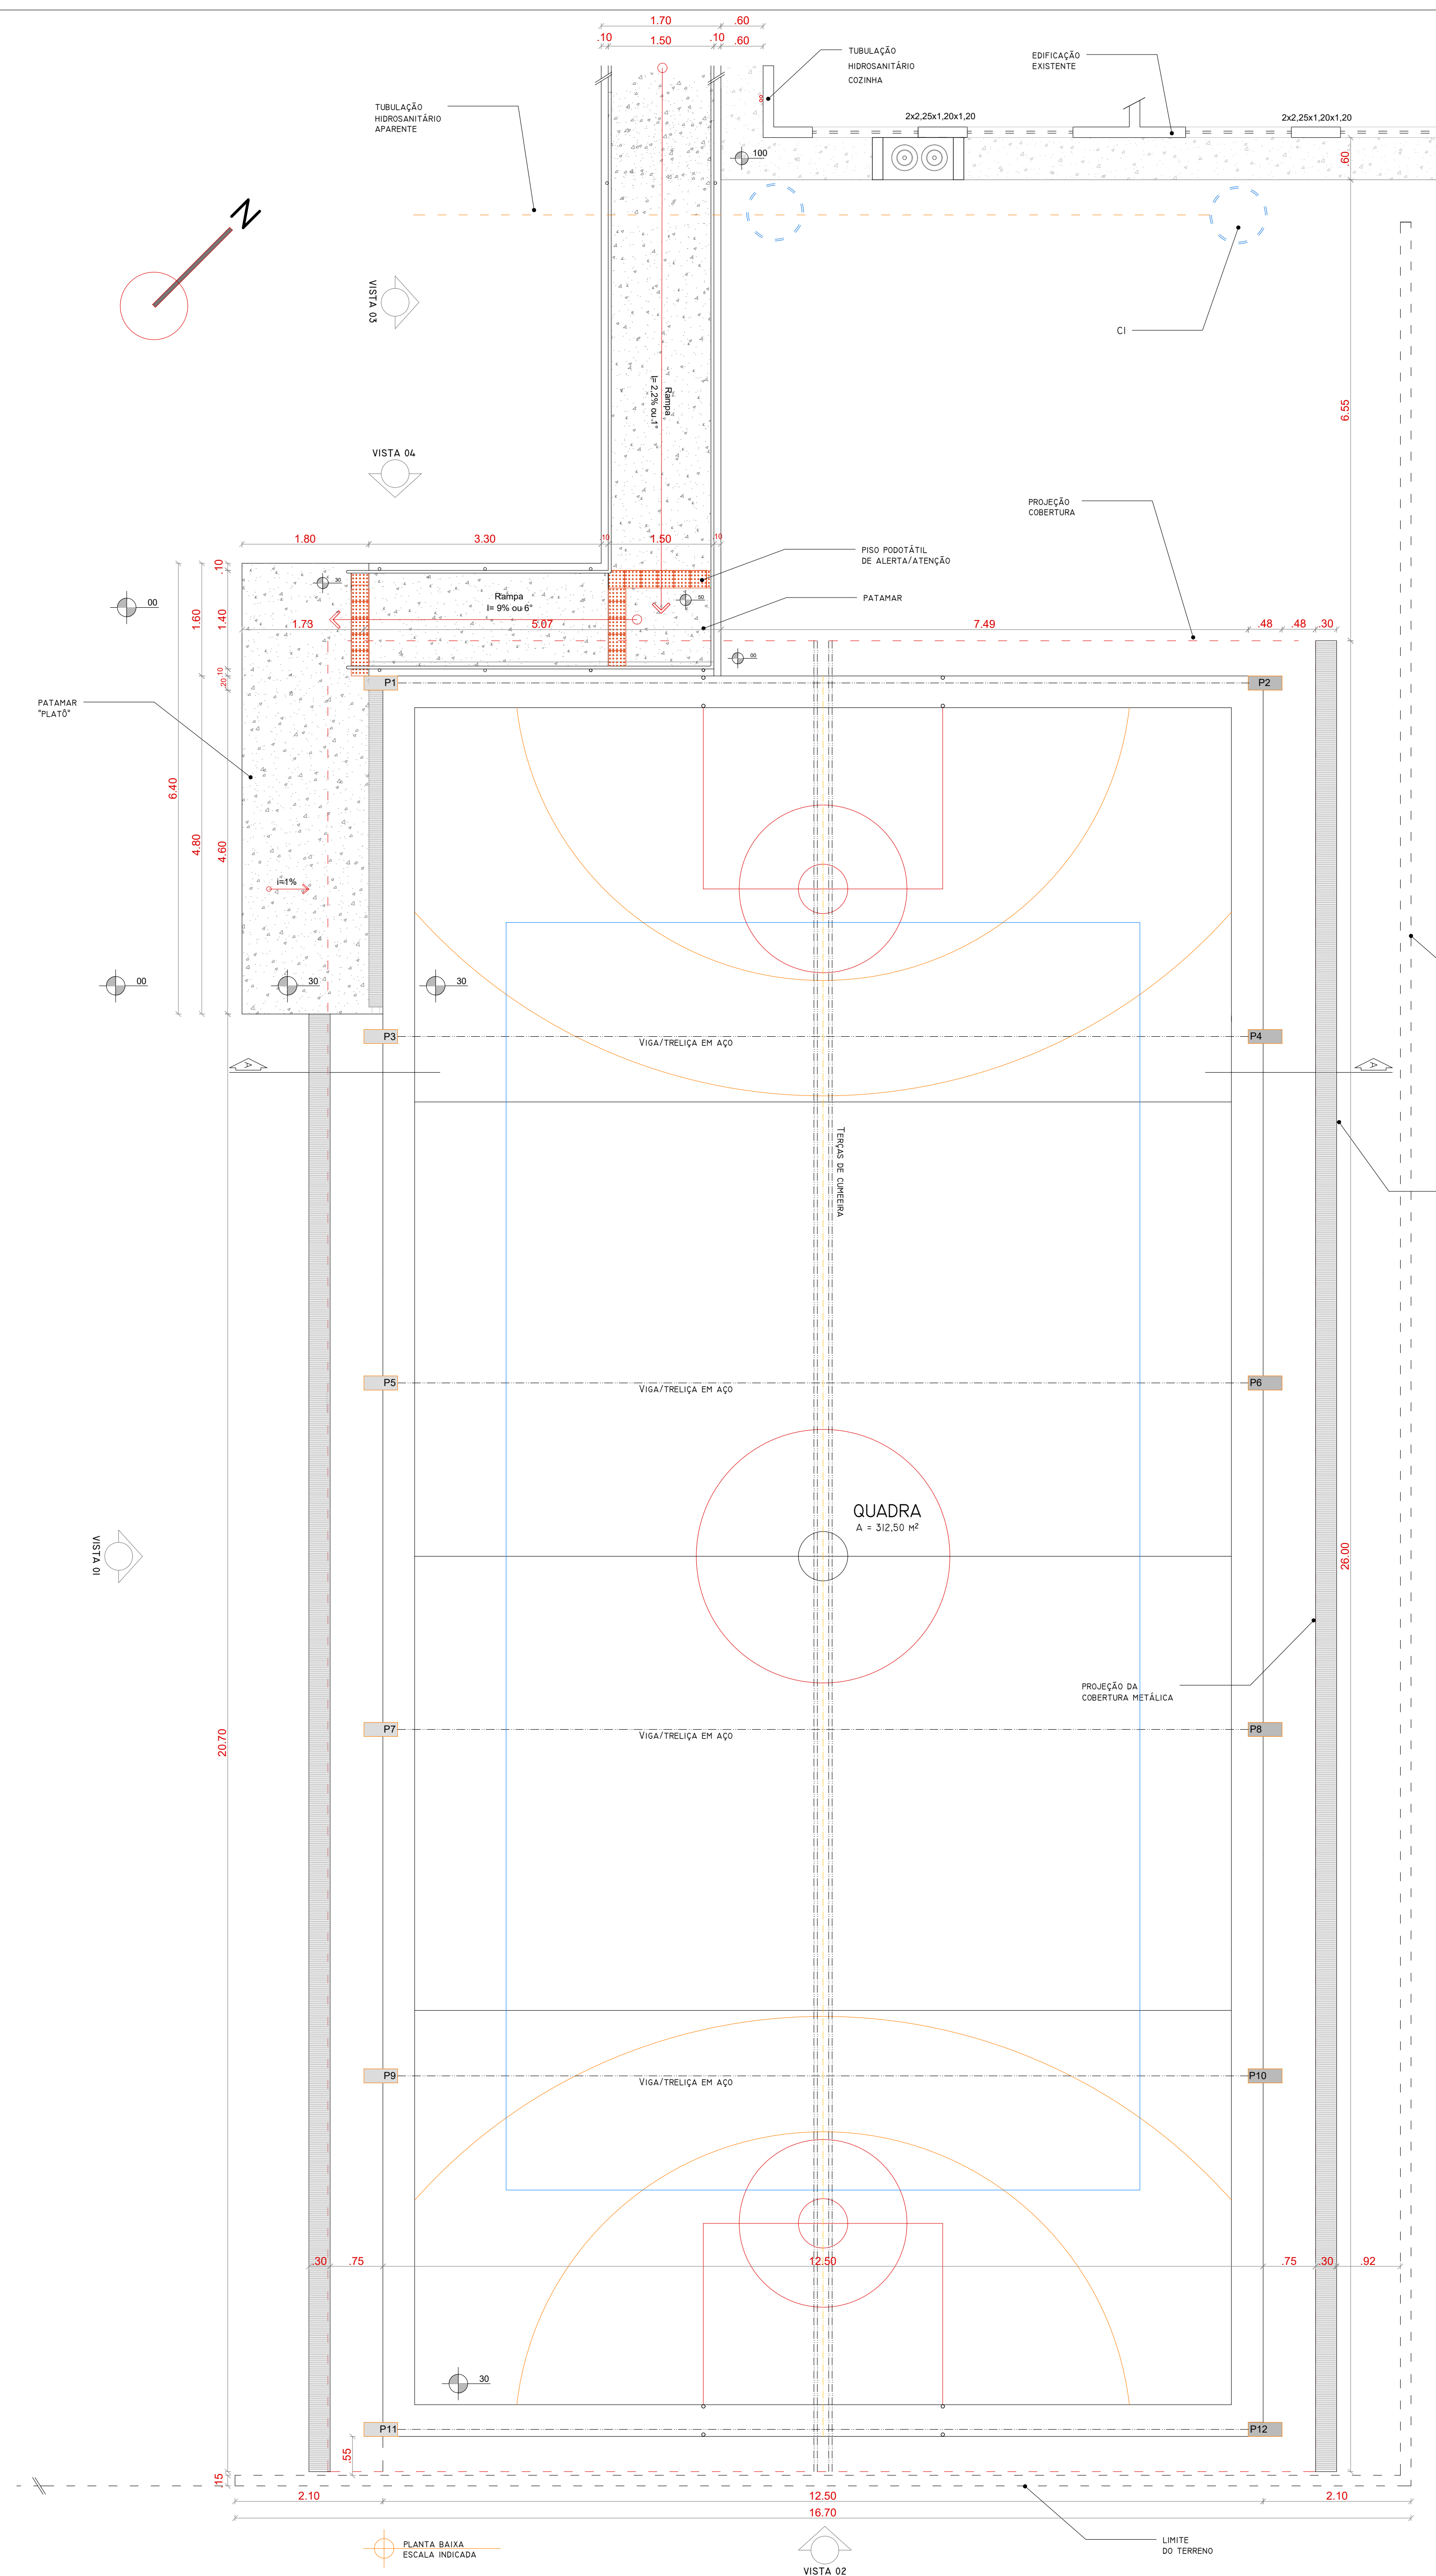 1.70
.60
.10
1.50
.10
.60
TUBULAÇÃO
HIDROSANITÁRIO
COZINHA
EDIFICAÇÃO
EXISTENTE
TUBULAÇÃO
HIDROSANITÁRIO
APARENTE
2x2,25x1,20x1,20
2x2,25x1,20x1,20
100
.60
N
VISTA 03
CI
Rampa
I= 2,2% ou 1°
6.55
VISTA 04
PROJEÇÃO
COBERTURA
1.80
3.30
.10
1.50
.10
PISO PODOTÁTIL
DE ALERTA/ATENÇÃO
.10
30
00
Rampa
I= 9% ou 6°
50
PATAMAR
1.60
1.40
1.73
5.07
7.49
.48
.48
.30
00
.10
.20
P1
P2
PATAMAR
"PLATÔ"
6.40
4.80
4.60
i=1%
00
30
30
P3
VIGA/TRELIÇA EM AÇO
P4
A
A
TERÇAS DE CUMEEIRA
P5
VIGA/TRELIÇA EM AÇO
P6
QUADRA
A = 312,50 M²
VISTA 01
26.00
PROJEÇÃO DA
COBERTURA METÁLICA
20.70
P7
VIGA/TRELIÇA EM AÇO
P8
P9
VIGA/TRELIÇA EM AÇO
P10
.30
.75
12.50
.75
.30
.92
30
P11
P12
.55
.15
2.10
12.50
2.10
16.70
PLANTA BAIXA
ESCALA INDICADA
VISTA 02
LIMITE
DO TERRENO